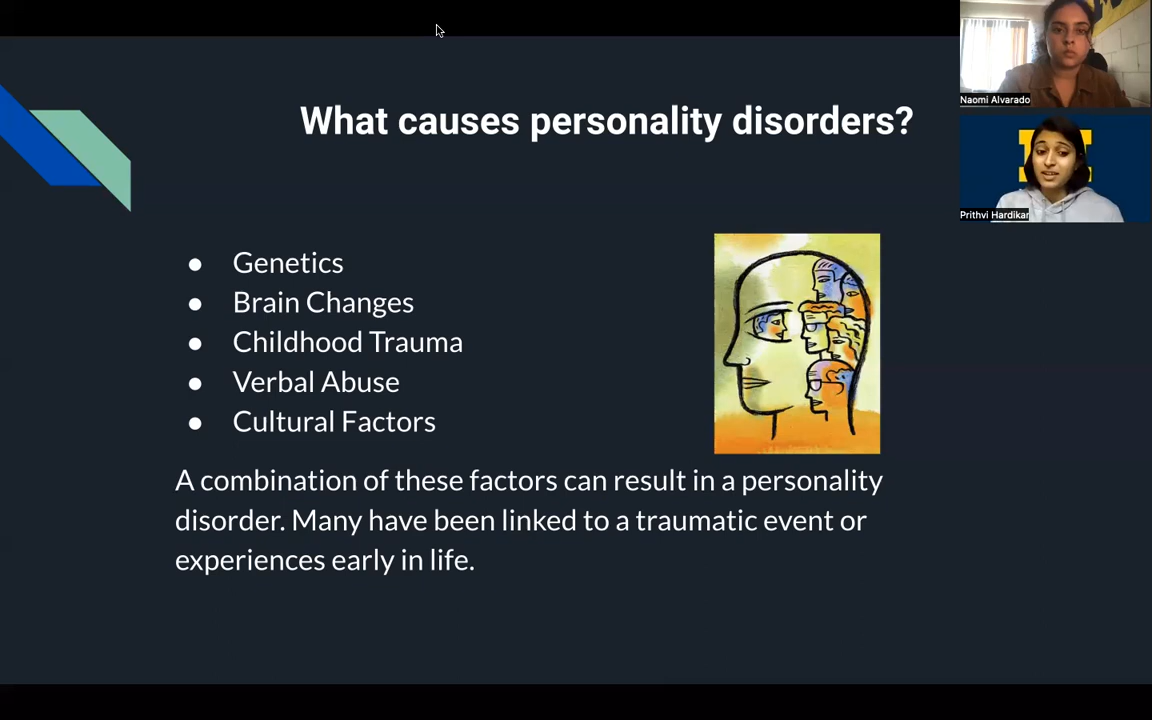 What causes personality disorders?
● Genetics
● Brain Changes
● Childhood Trauma
● Verbal Abuse
● Cultural Factors
A combination of these factors can result in a personality
disorder. Many have been linked to a traumatic event or
experiences early in life.
Naomi Alvarado
Prithvi Hardikar